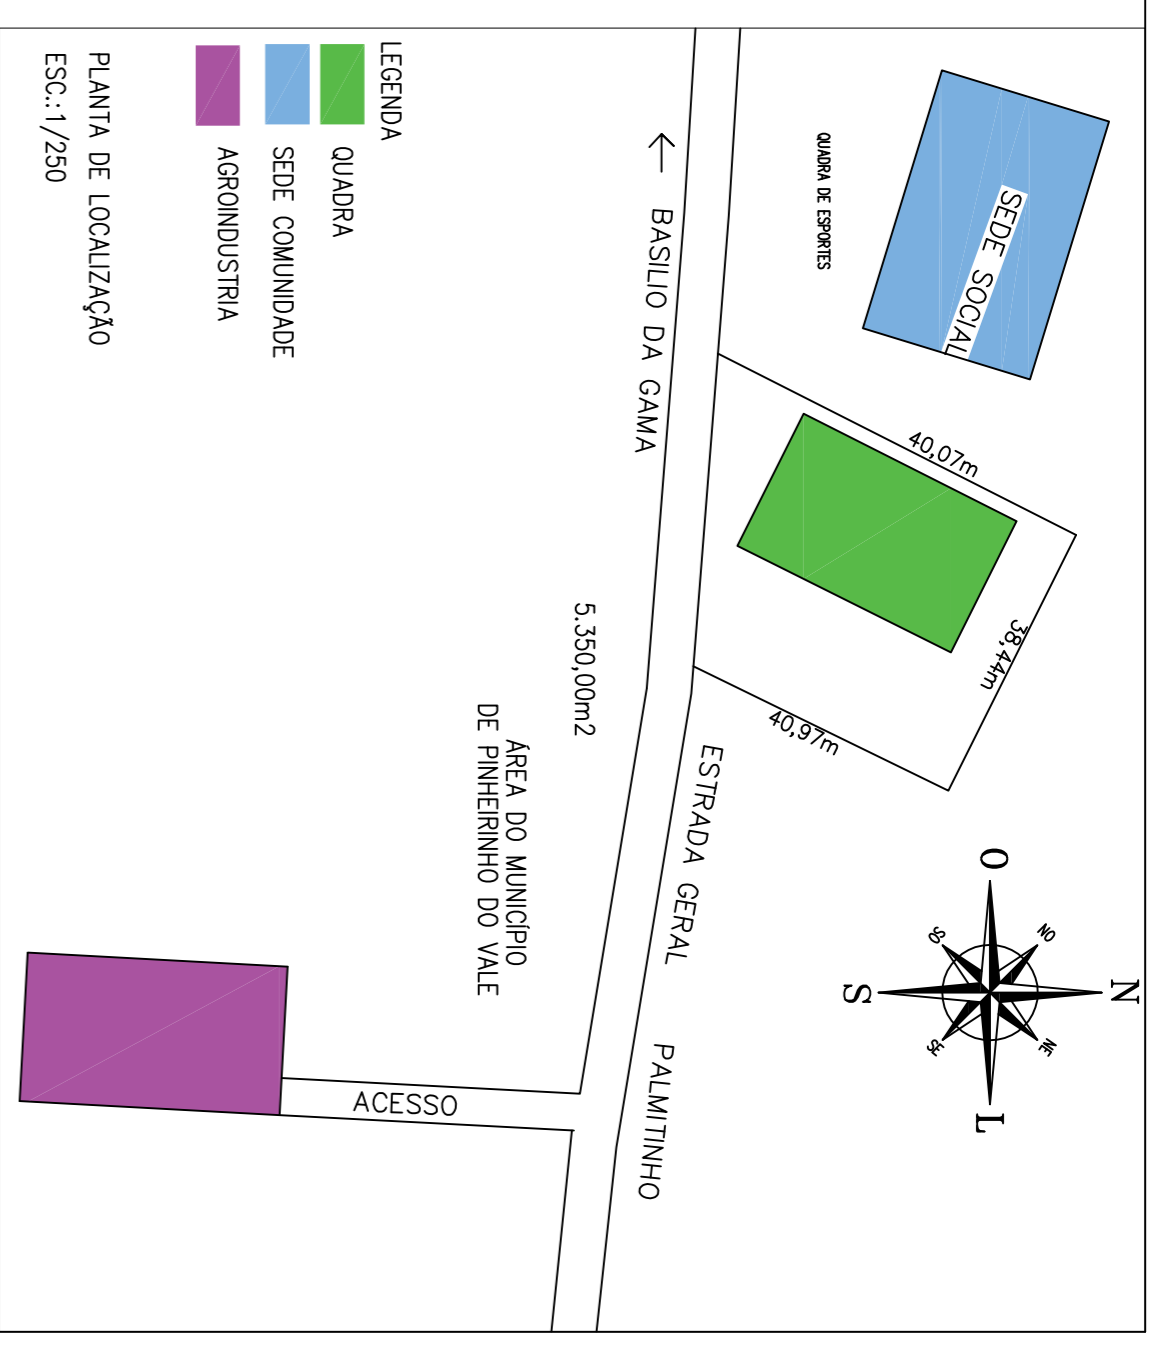 SEDE SOCIAL
QUADRA DE ESPORTES
40,07m
38,44m
40,97m
O
N
S
L
NO
NE
SO
SE
← BASILIO DA GAMA
ESTRADA GERAL
PALMITINHO
5.350,00m2
ÁREA DO MUNICÍPIO
DE PINHEIRINHO DO VALE
ACESSO
LEGENDA
QUADRA
SEDE COMUNIDADE
AGROINDUSTRIA
PLANTA DE LOCALIZAÇÃO
ESC.:1/250